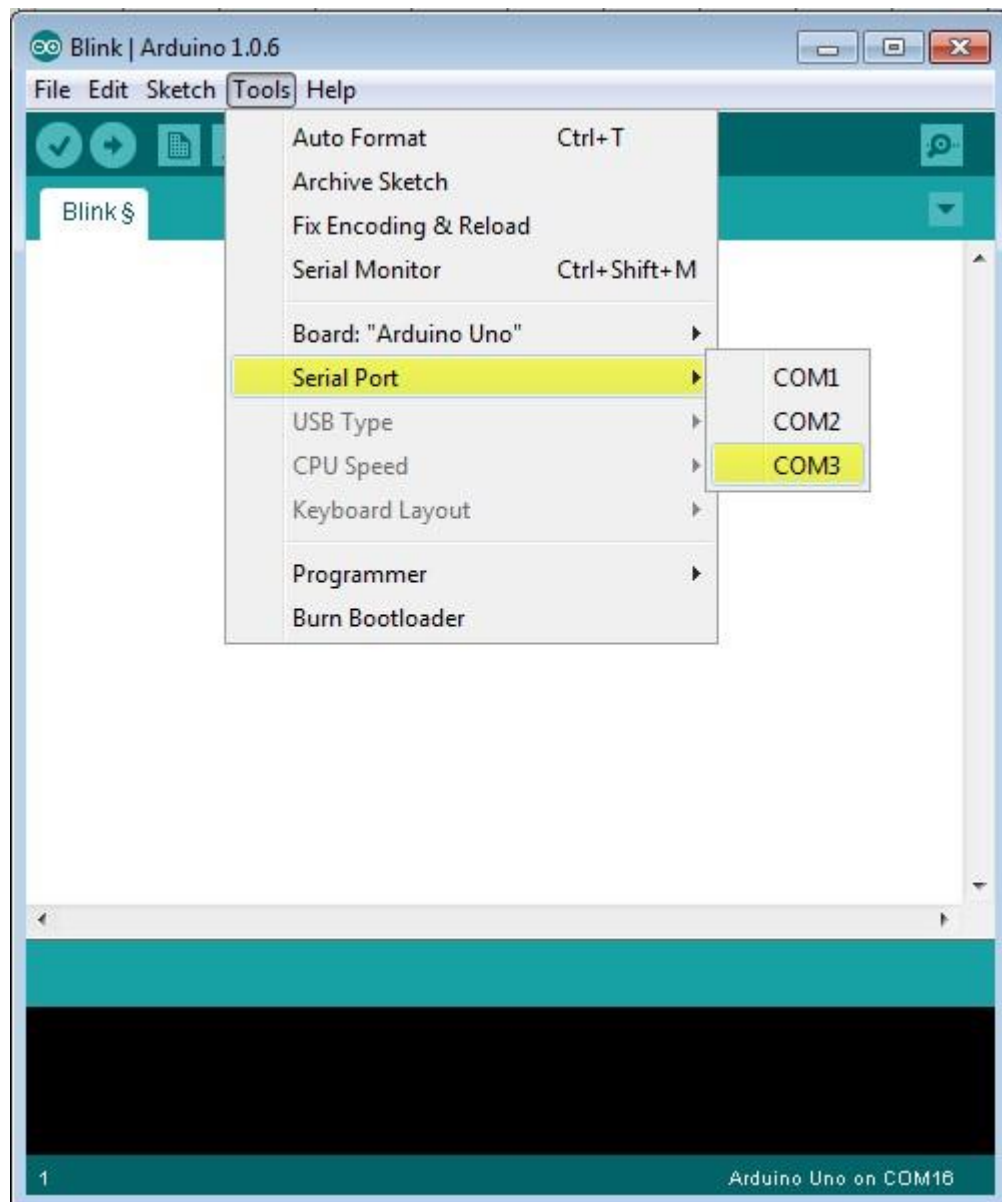 Blink | Arduino 1.0.6
File Edit Sketch Tools Help
Auto Format Ctrl+T
Archive Sketch
Fix Encoding & Reload
Serial Monitor Ctrl+Shift+M
Board: "Arduino Uno"
Serial Port
USB Type
CPU Speed
Keyboard Layout
Programmer
Burn Bootloader
COM1
COM2
COM3
Blink §
1 Arduino Uno on COM16